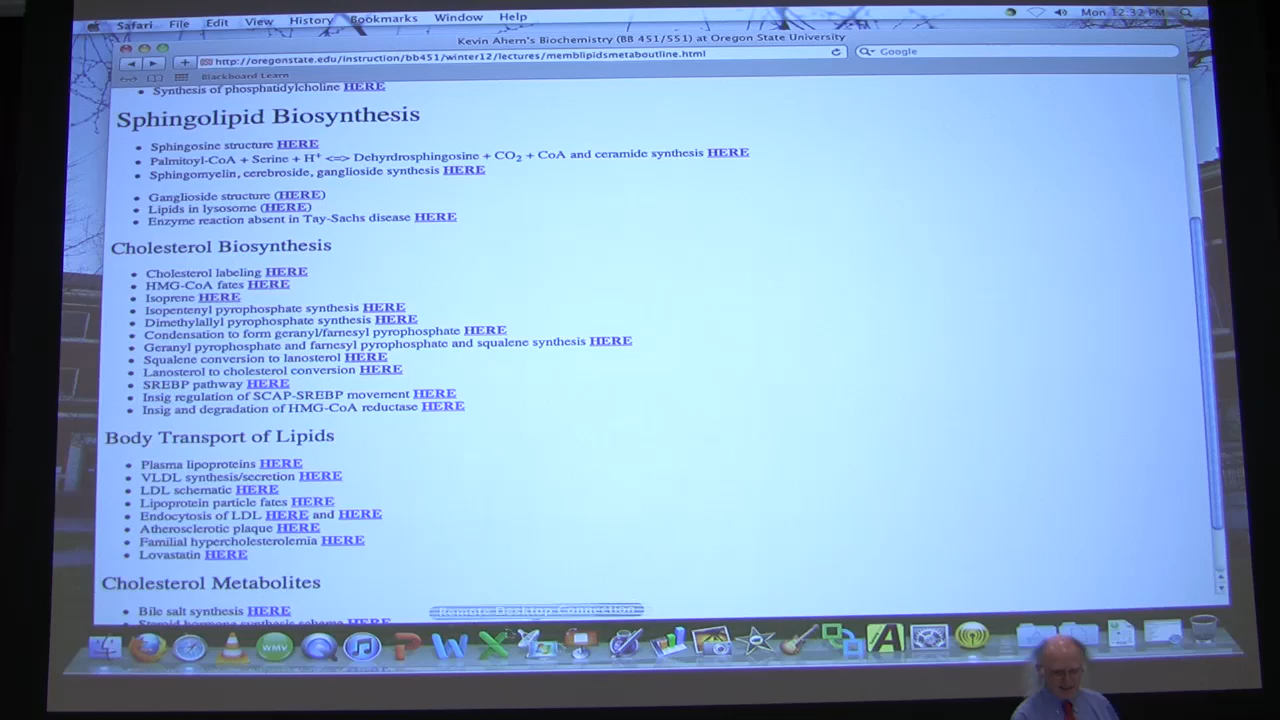 Safari File Edit View History Bookmarks Window Help Mon 12:32 PM
Kevin Ahern's Biochemistry (BB 451/551) at Oregon State University
http://oregonstate.edu/instruction/bb451/winter12/lectures/memblipidsmetaboutline.html
Google
Blackboard Learn
Synthesis of phosphatidylcholine HERE
Sphingolipid Biosynthesis
Sphingosine structure HERE
Palmitoyl-CoA + Serine + H⁺ <=> Dehyrdrosphingosine + CO₂ + CoA and ceramide synthesis HERE
Sphingomyelin, cerebroside, ganglioside synthesis HERE
Ganglioside structure (HERE)
Lipids in lysosome (HERE)
Enzyme reaction absent in Tay-Sachs disease HERE
Cholesterol Biosynthesis
Cholesterol labeling HERE
HMG-CoA fates HERE
Isoprene HERE
Isopentenyl pyrophosphate synthesis HERE
Dimethylallyl pyrophosphate synthesis HERE
Condensation to form geranyl/farnesyl pyrophosphate HERE
Geranyl pyrophosphate and farnesyl pyrophosphate and squalene synthesis HERE
Squalene conversion to lanosterol HERE
Lanosterol to cholesterol conversion HERE
SREBP pathway HERE
Insig regulation of SCAP-SREBP movement HERE
Insig and degradation of HMG-CoA reductase HERE
Body Transport of Lipids
Plasma lipoproteins HERE
VLDL synthesis/secretion HERE
LDL schematic HERE
Lipoprotein particle fates HERE
Endocytosis of LDL HERE and HERE
Atherosclerotic plaque HERE
Familial hypercholesterolemia HERE
Lovastatin HERE
Cholesterol Metabolites
Bile salt synthesis HERE
Steroid hormone synthesis scheme HERE
Remote Desktop Connection
WMV